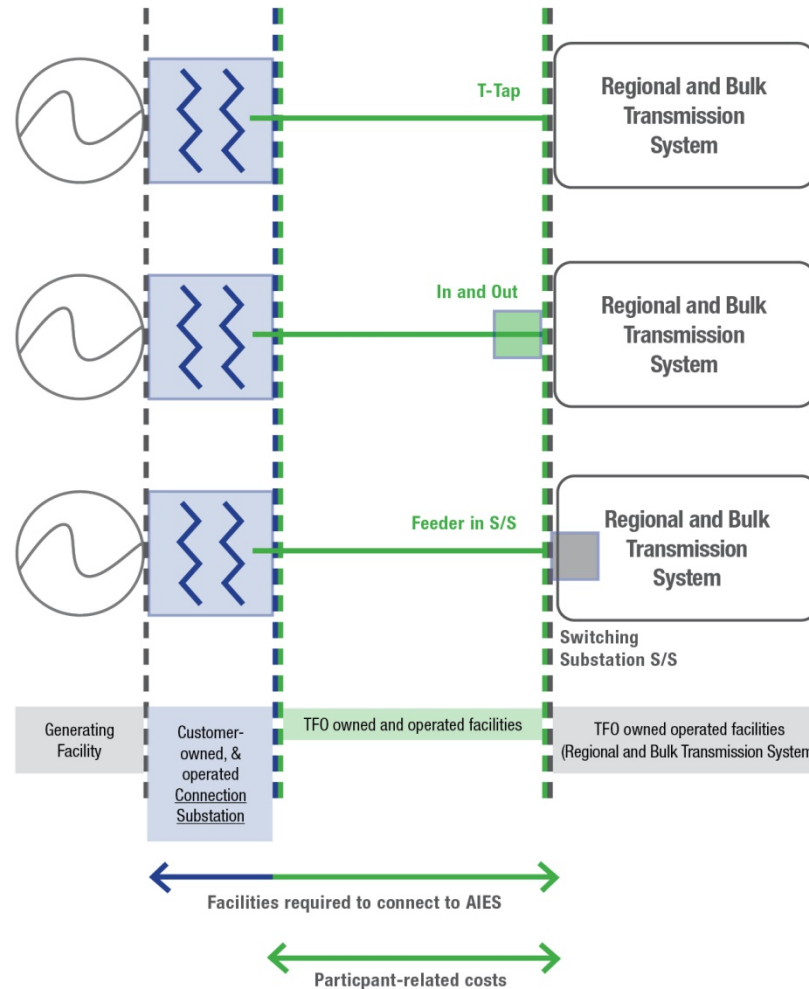 T-Tap
Regional and Bulk
Transmission
System
In and Out
Regional and Bulk
Transmission
System
Feeder in S/S
Regional and Bulk
Transmission
System
Switching
Substation S/S
Generating
Facility
Customer-
owned, &
operated
Connection
Substation
TFO owned and operated facilities
TFO owned operated facilities
(Regional and Bulk Transmission System
Facilities required to connect to AIES
Particpant-related costs